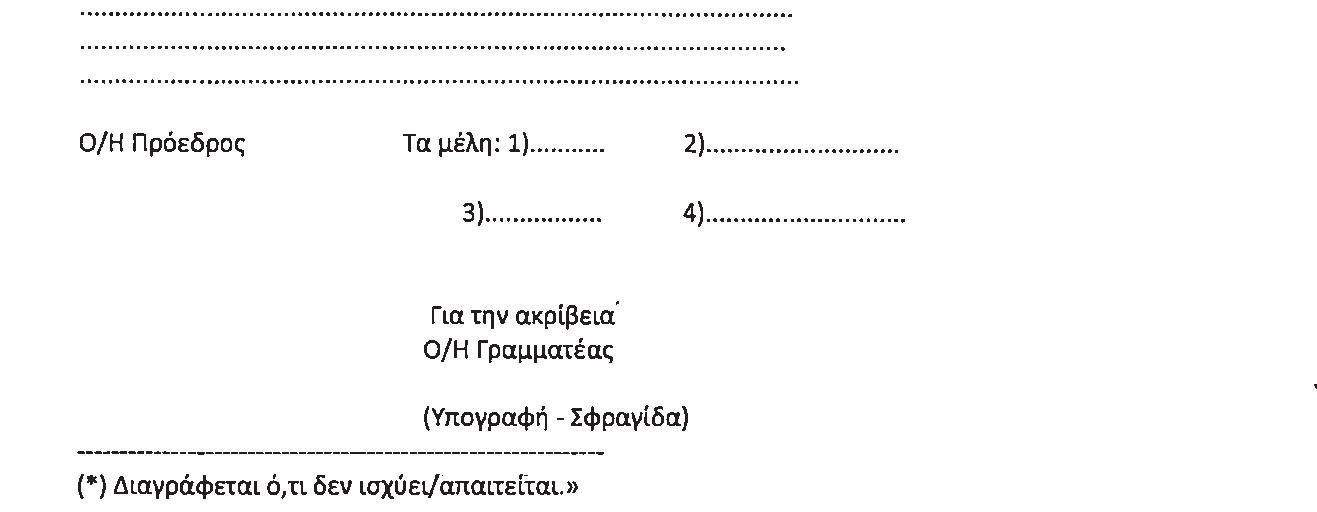 ...........................................................................................
..........................................................................................
............................................................................................
Ο/Η Πρόεδρος Τα μέλη: 1)........... 2)............................
3)................. 4).............................
Για την ακρίβεια
Ο/Η Γραμματέας
(Υπογραφή - Σφραγίδα)
--------------------------------------------------------------
(*) Διαγράφεται ό,τι δεν ισχύει/απαιτείται.»